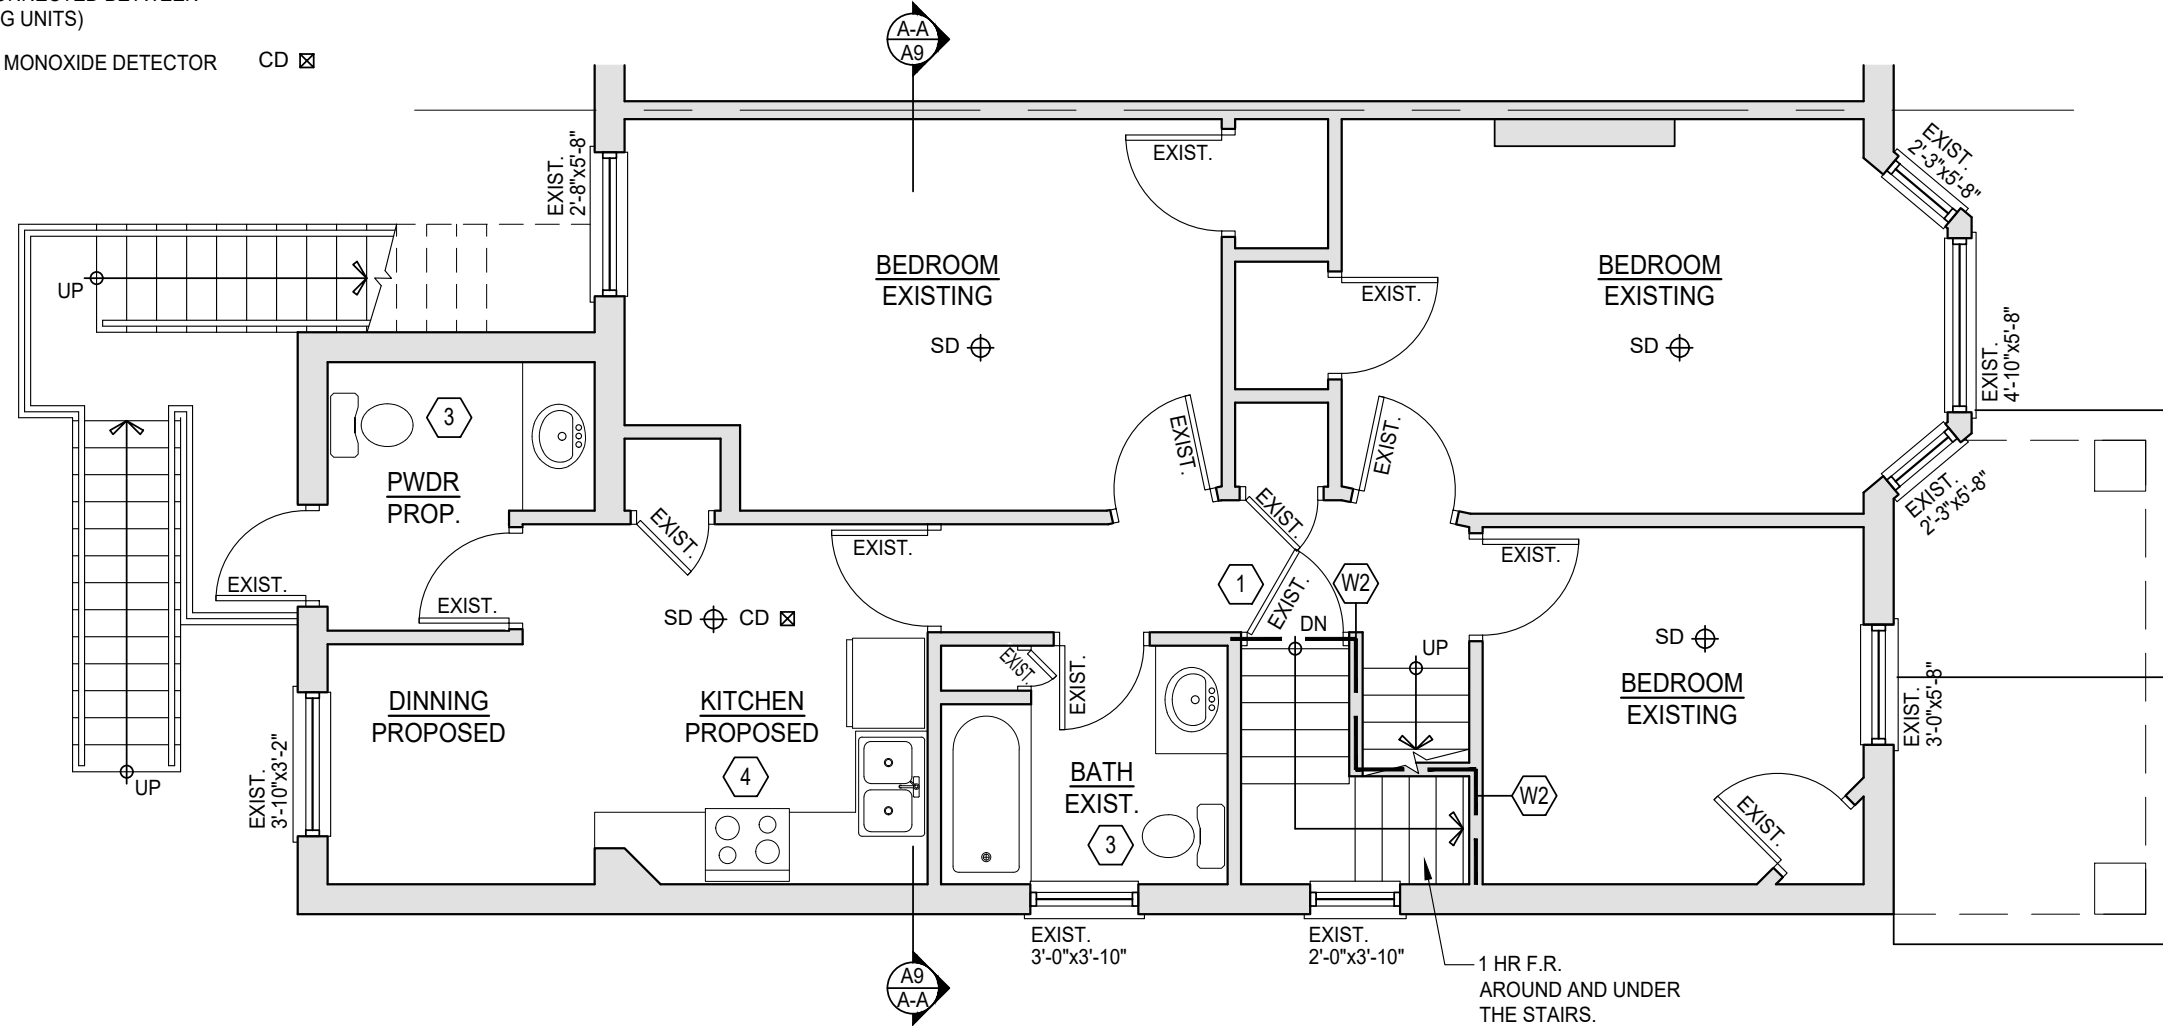 G UNITS)
MONOXIDE DETECTOR CD
A-A
A9
EXIST.
2'-8"x5'-8"
EXIST.
EXIST.
2'-3"x5'-8"
UP
BEDROOM
EXISTING
SD
EXIST.
BEDROOM
EXISTING
SD
EXIST.
4'-10"x5'-8"
3
PWDR
PROP.
EXIST.
EXIST.
EXIST.
2'-3"x5'-8"
EXIST.
EXIST.
EXIST.
EXIST.
EXIST.
EXIST.
1
EXIST.
W2
EXIST.
SD CD
DN
UP
SD
BEDROOM
EXISTING
EXIST.
3'-0"x5'-8"
DINNING
PROPOSED
KITCHEN
PROPOSED
4
EXIST.
EXIST.
BATH
EXIST.
3
W2
EXIST.
UP
EXIST.
3'-10"x3'-2"
EXIST.
3'-0"x3'-10"
EXIST.
2'-0"x3'-10"
1 HR F.R.
AROUND AND UNDER
THE STAIRS.
A9
A-A